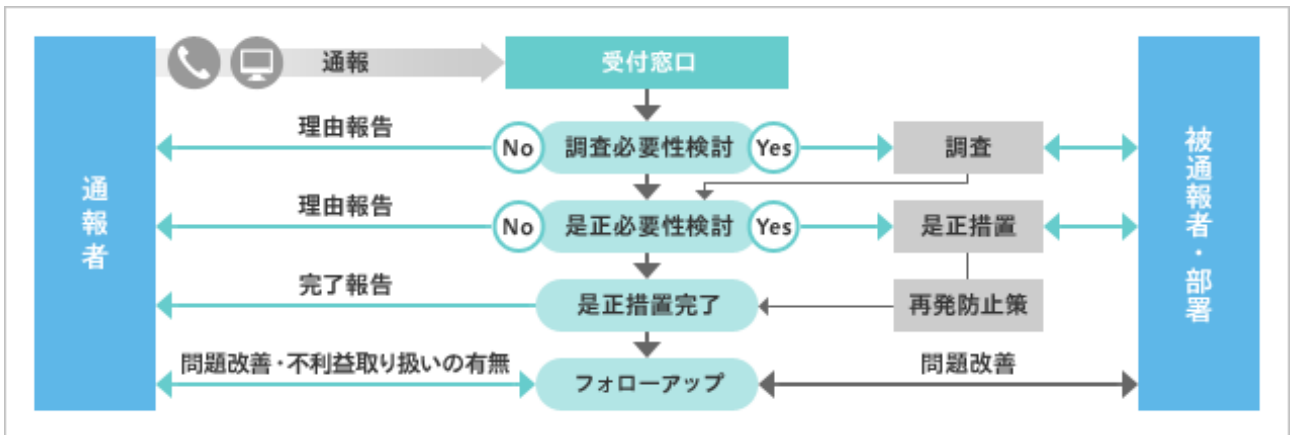 通報
受付窓口
理由報告
No
調査必要性検討
Yes
調査
理由報告
No
是正必要性検討
Yes
是正措置
完了報告
是正措置完了
再発防止策
問題改善・不利益取り扱いの有無
フォローアップ
問題改善
通報者
被通報者・部署